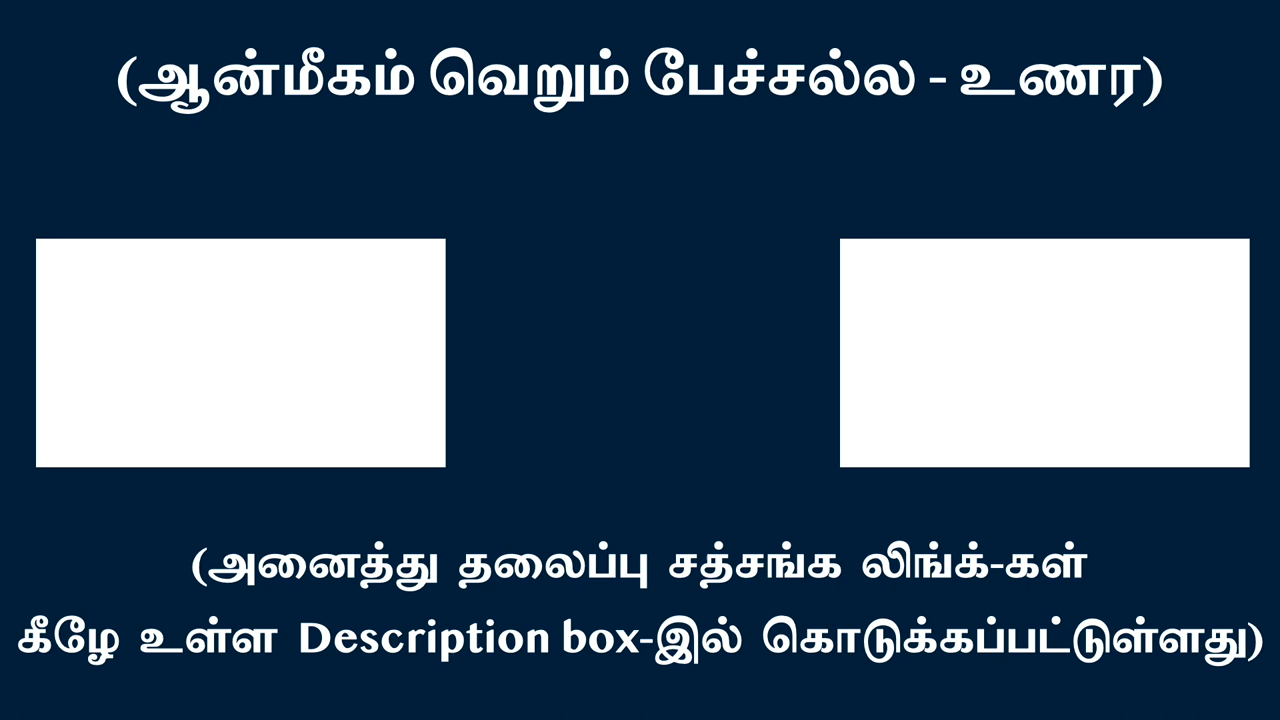 (ஆன்மீகம் வெறும் பேச்சல்ல - உணர)
(அனைத்து தலைப்பு சத்சங்க லிங்க்-கள்
கீழே உள்ள Description box-இல் கொடுக்கப்பட்டுள்ளது)